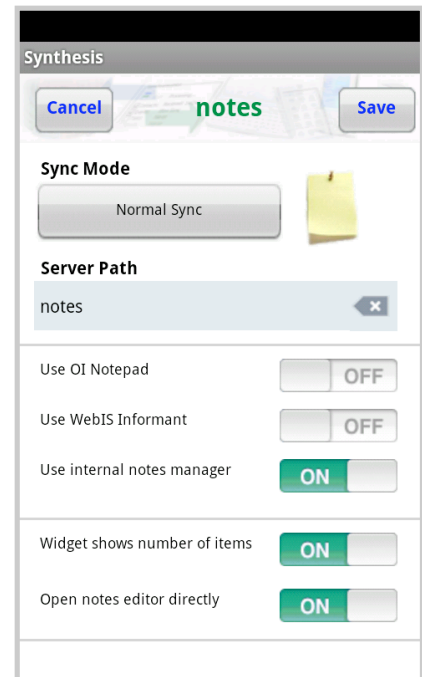 Synthesis
Cancel notes Save
Sync Mode
Normal Sync
Server Path
notes
Use OI Notepad OFF
Use WebIS Informant OFF
Use internal notes manager ON
Widget shows number of items ON
Open notes editor directly ON